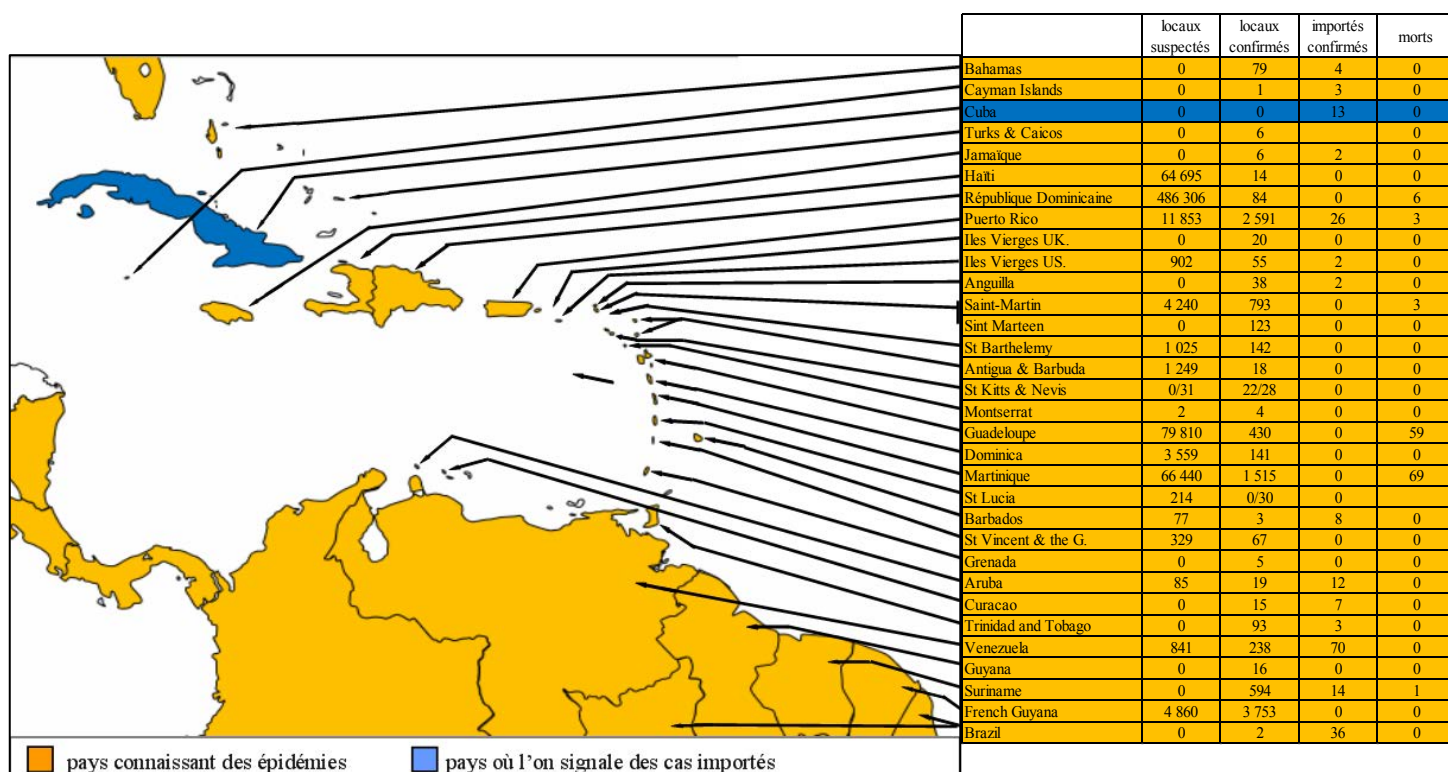 locaux suspectés locaux confirmés importés confirmés morts
Bahamas 0 79 4 0
Cayman Islands 0 1 3 0
Cuba 0 0 13 0
Turks & Caicos 0 6 0
Jamaïque 0 6 2 0
Haïti 64 695 14 0 0
République Dominicaine 486 306 84 0 6
Puerto Rico 11 853 2 591 26 3
Iles Vierges UK. 0 20 0 0
Iles Vierges US. 902 55 2 0
Anguilla 0 38 2 0
Saint-Martin 4 240 793 0 3
Sint Marteen 0 123 0 0
St Barthelemy 1 025 142 0 0
Antigua & Barbuda 1 249 18 0 0
St Kitts & Nevis 0/31 22/28 0 0
Montserrat 2 4 0 0
Guadeloupe 79 810 430 0 59
Dominica 3 559 141 0 0
Martinique 66 440 1 515 0 69
St Lucia 214 0/30 0
Barbados 77 3 8 0
St Vincent & the G. 329 67 0 0
Grenada 0 5 0 0
Aruba 85 19 12 0
Curacao 0 15 7 0
Trinidad and Tobago 0 93 3 0
Venezuela 841 238 70 0
Guyana 0 16 0 0
Suriname 0 594 14 1
French Guyana 4 860 3 753 0 0
Brazil 0 2 36 0
pays connaissant des épidémies pays où l’on signale des cas importés